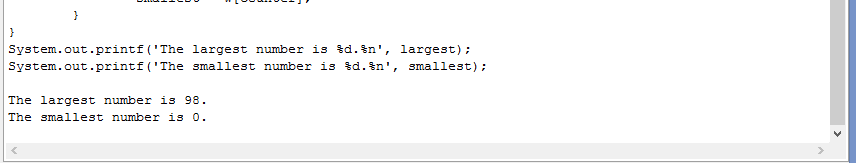 }
}
System.out.printf('The largest number is %d.%n', largest);
System.out.printf('The smallest number is %d.%n', smallest);
The largest number is 98.
The smallest number is 0.